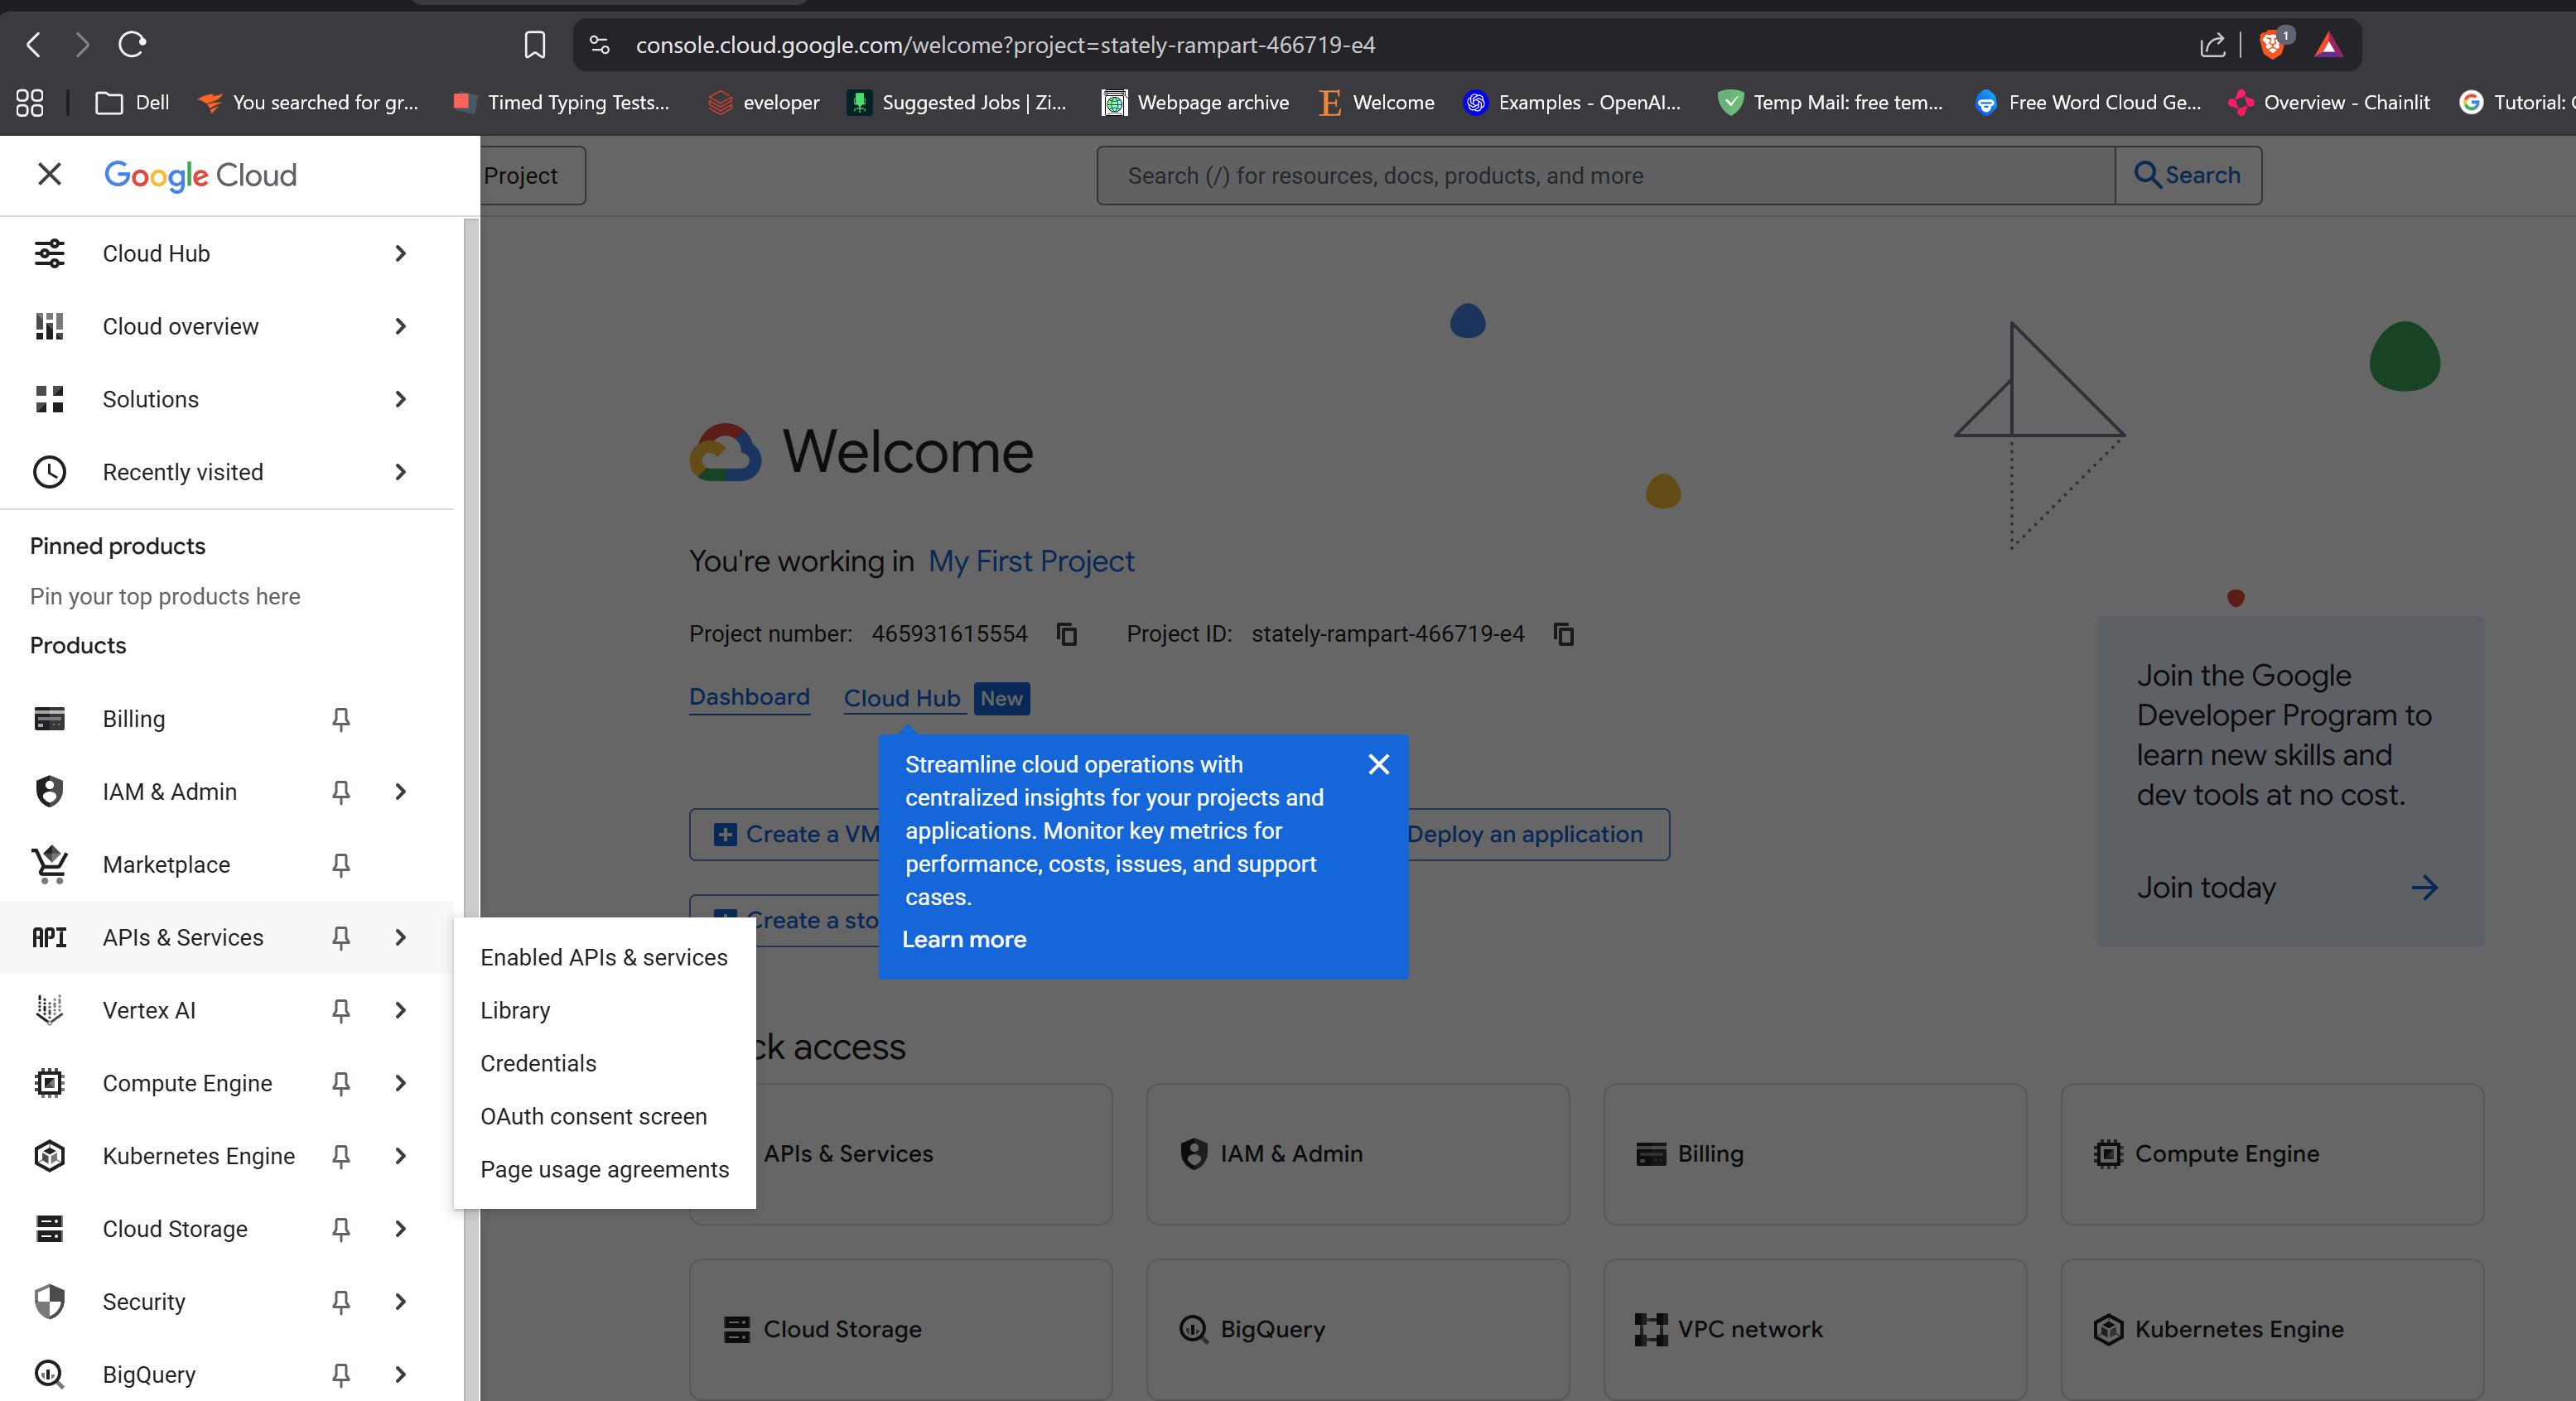 console.cloud.google.com/welcome?project=stately-rampart-466719-e4
1
Dell
You searched for gr...
Timed Typing Tests...
eveloper
Suggested Jobs | Zi...
Webpage archive
Welcome
Examples - OpenAI...
Temp Mail: free tem...
Free Word Cloud Ge...
Overview - Chainlit
Tutorial:
Google Cloud
Project
Search (/) for resources, docs, products, and more
Search
Cloud Hub
Cloud overview
Solutions
Recently visited
Pinned products
Pin your top products here
Products
Billing
IAM & Admin
Marketplace
API APIs & Services
Vertex AI
Compute Engine
Kubernetes Engine
Cloud Storage
Security
BigQuery
Enabled APIs & services
Library
Credentials
OAuth consent screen
Page usage agreements
Welcome
You're working in My First Project
Project number: 465931615554 Project ID: stately-rampart-466719-e4
Dashboard Cloud Hub New
Streamline cloud operations with
centralized insights for your projects and
applications. Monitor key metrics for
performance, costs, issues, and support
cases.
Learn more
Create a VM
Deploy an application
Create a sto
Join the Google
Developer Program to
learn new skills and
dev tools at no cost.
Join today
ck access
APIs & Services
IAM & Admin
Billing
Compute Engine
Cloud Storage
BigQuery
VPC network
Kubernetes Engine